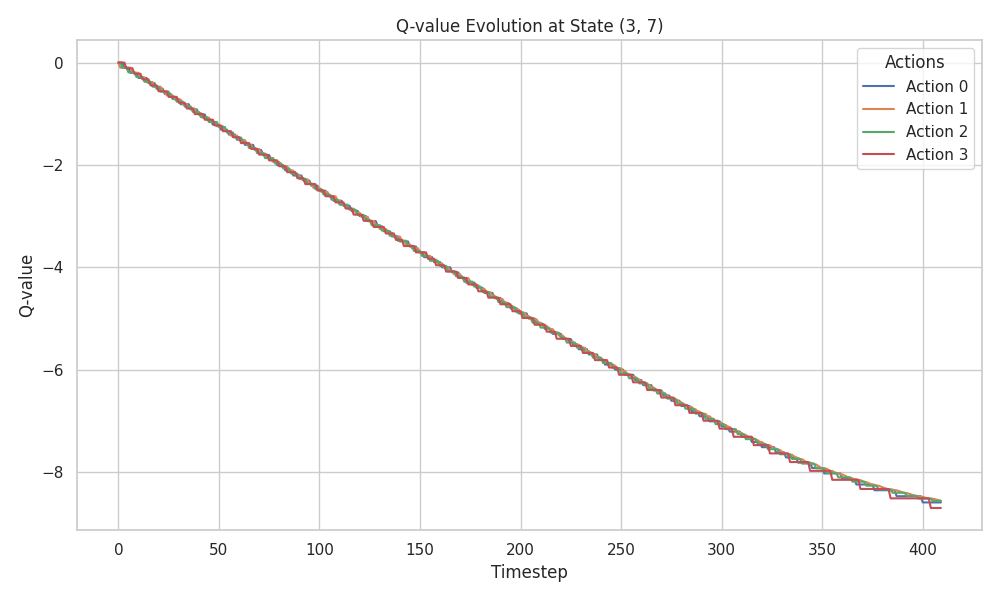 Q-value Evolution at State (3, 7)
Actions
Action 0
Action 1
Action 2
Action 3
Q-value
0
−2
−4
−6
−8
0 50 100 150 200 250 300 350 400
Timestep